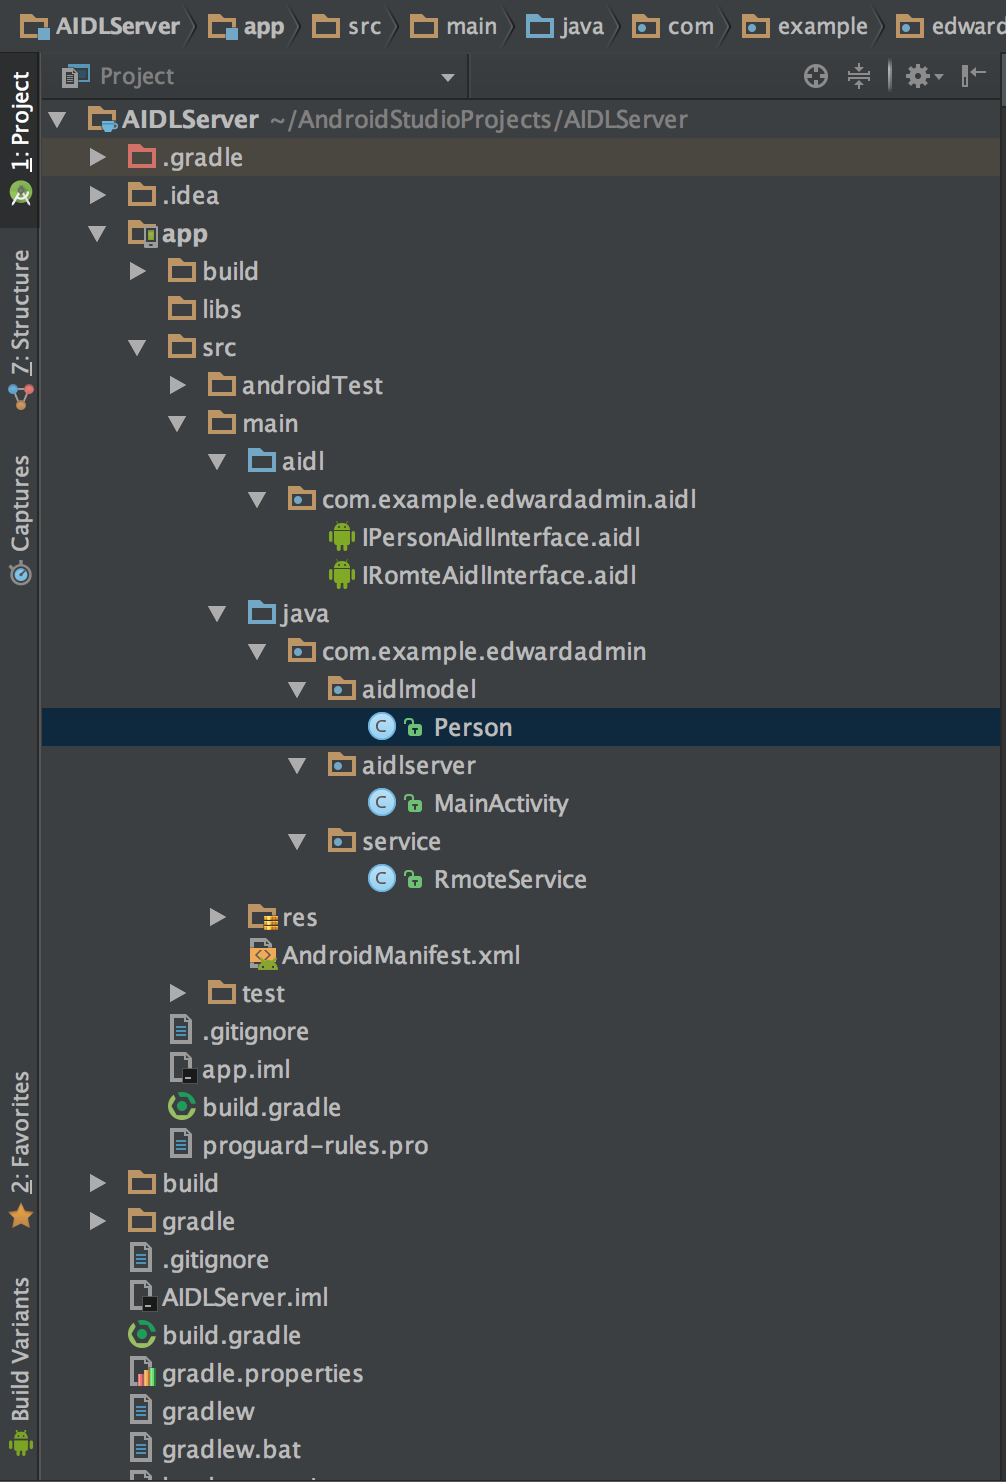 AIDLServer app src main java com example edward
1: Project
Project
AIDLServer ~/AndroidStudioProjects/AIDLServer
.gradle
.idea
app
build
7: Structure
libs
src
androidTest
main
Captures
aidl
com.example.edwardadmin.aidl
IPersonAidlInterface.aidl
IRomteAidlInterface.aidl
java
com.example.edwardadmin
aidlmodel
C Person
aidlserver
C MainActivity
service
C RmoteService
res
AndroidManifest.xml
test
.gitignore
app.iml
build.gradle
proguard-rules.pro
2: Favorites
build
gradle
.gitignore
AIDLServer.iml
build.gradle
Build Variants
gradle.properties
gradlew
gradlew.bat